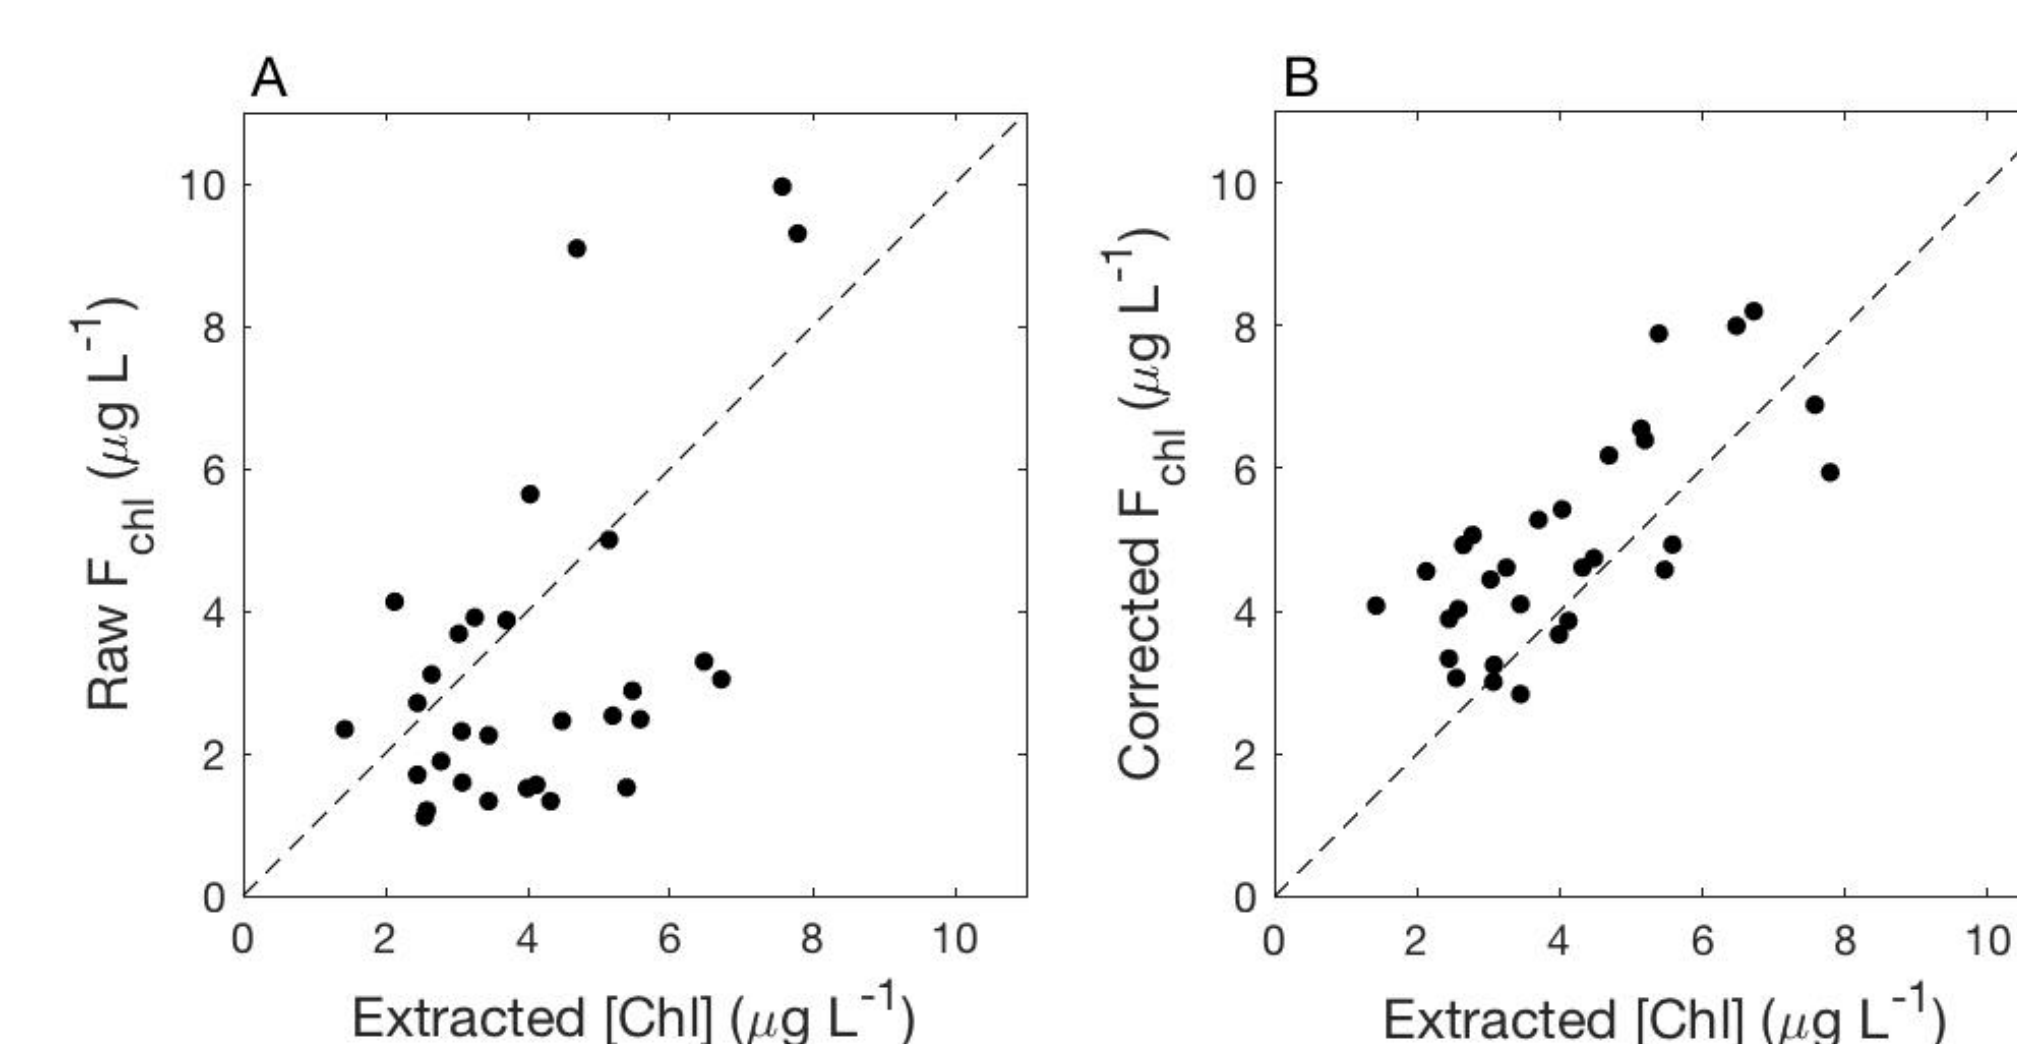 A
10
8
6
4
2
0
0 2 4 6 8 10
Raw F_chl (μg L^-1)
Extracted [Chl] (μg L^-1)
B
10
8
6
4
2
0
0 2 4 6 8 10
Corrected F_chl (μg L^-1)
Extracted [Chl] (μg L^-1)